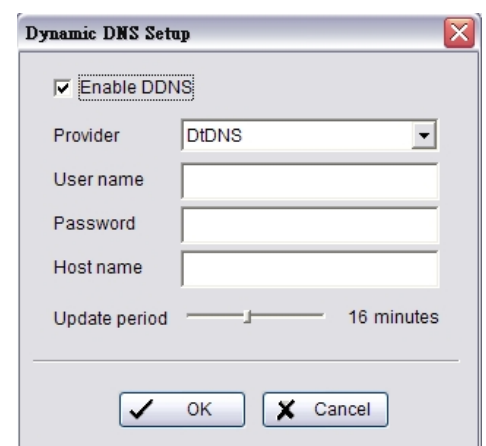 Dynamic DNS Setup
Enable DDNS
Provider DtDNS
User name
Password
Host name
Update period 16 minutes
OK Cancel